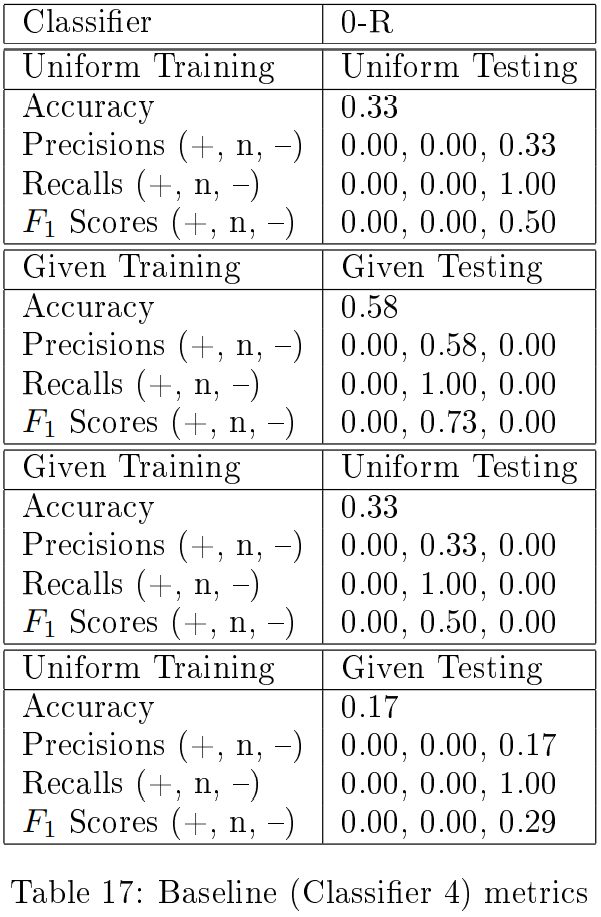 Classifier 0-R
Uniform Training Uniform Testing
Accuracy 0.33
Precisions (+, n, –) 0.00, 0.00, 0.33
Recalls (+, n, –) 0.00, 0.00, 1.00
F1 Scores (+, n, –) 0.00, 0.00, 0.50
Given Training Given Testing
Accuracy 0.58
Precisions (+, n, –) 0.00, 0.58, 0.00
Recalls (+, n, –) 0.00, 1.00, 0.00
F1 Scores (+, n, –) 0.00, 0.73, 0.00
Given Training Uniform Testing
Accuracy 0.33
Precisions (+, n, –) 0.00, 0.33, 0.00
Recalls (+, n, –) 0.00, 1.00, 0.00
F1 Scores (+, n, –) 0.00, 0.50, 0.00
Uniform Training Given Testing
Accuracy 0.17
Precisions (+, n, –) 0.00, 0.00, 0.17
Recalls (+, n, –) 0.00, 0.00, 1.00
F1 Scores (+, n, –) 0.00, 0.00, 0.29
Table 17: Baseline (Classifier 4) metrics